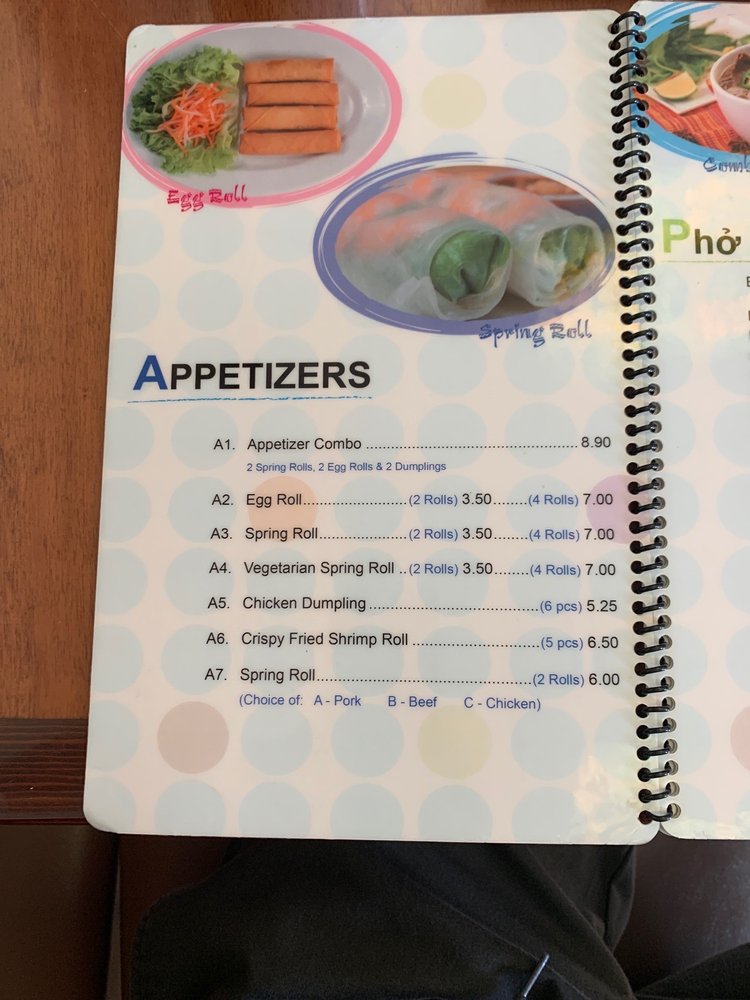 Egg Roll
Spring Roll
APPETIZERS
A1. Appetizer Combo ........................................................ 8.90
2 Spring Rolls, 2 Egg Rolls & 2 Dumplings
A2. Egg Roll.........................(2 Rolls) 3.50.........(4 Rolls) 7.00
A3. Spring Roll.....................(2 Rolls) 3.50........(4 Rolls) 7.00
A4. Vegetarian Spring Roll ..(2 Rolls) 3.50........(4 Rolls) 7.00
A5. Chicken Dumpling.........................................(6 pcs) 5.25
A6. Crispy Fried Shrimp Roll ...............................(5 pcs) 6.50
A7. Spring Roll....................................................(2 Rolls) 6.00
(Choice of: A - Pork B - Beef C - Chicken)
Phở